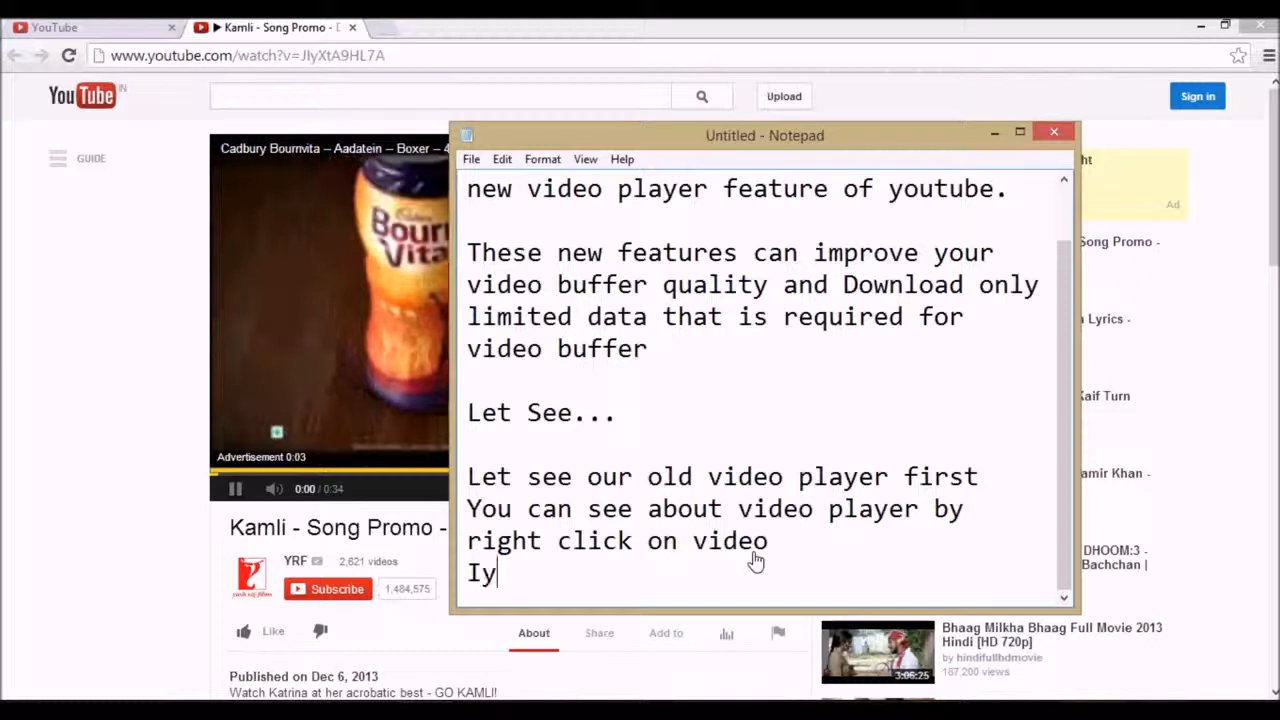 YouTube
Kamli - Song Promo - D
www.youtube.com/watch?v=JIyXtA9HL7A
YouTube IN
Upload
Sign in
GUIDE
Cadbury Bournvita – Aadatein – Boxer – 4
Cadbury
Bourn
Vita
Advertisement 0:03
0:00 / 0:34
Untitled - Notepad
File Edit Format View Help
new video player feature of youtube.
These new features can improve your
video buffer quality and Download only
limited data that is required for
video buffer
Let See...
Let see our old video player first
You can see about video player by
right click on video
Iy
ht
Ad
Song Promo -
n Lyrics -
Kaif Turn
amir Khan -
DHOOM:3 -
Bachchan |
Kamli - Song Promo -
YRF 2,621 videos
Subscribe 1,484,575
Like
About Share Add to
Published on Dec 6, 2013
Watch Katrina at her acrobatic best - GO KAMLI!
Bhaag Milkha Bhaag Full Movie 2013
Hindi [HD 720p]
by hindifullhdmovie
187,200 views
3:06:25